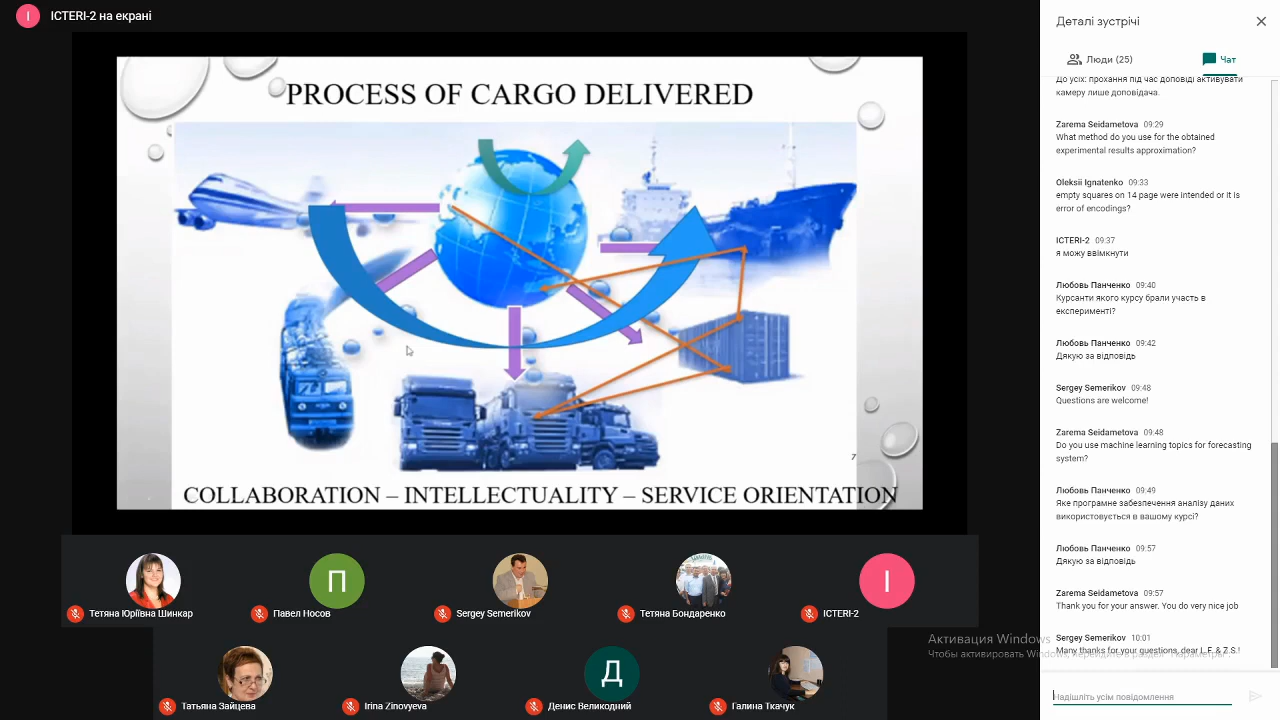 ICTERI-2 на екрані
PROCESS OF CARGO DELIVERED
7
COLLABORATION – INTELLECTUALITY – SERVICE ORIENTATION
Тетяна Юріївна Шинкар
П
Павел Носов
Sergey Semerikov
Тетяна Бондаренко
I
ICTERI-2
Татьяна Зайцева
Irina Zinovyeva
Д
Денис Великодний
Галина Ткачук
Деталі зустрічі
Люди (25)
Чат
До усіх: прохання під час доповіді активувати
камеру лише доповідача.
Zarema Seidametova 09:29
What method do you use for the obtained
experimental results approximation?
Oleksii Ignatenko 09:33
empty squares on 14 page were intended or it is
error of encodings?
ICTERI-2 09:37
я можу ввімкнути
Любовь Панченко 09:40
Курсанти якого курсу брали участь в
експерименті?
Любовь Панченко 09:42
Дякую за відповідь
Sergey Semerikov 09:48
Questions are welcome!
Zarema Seidametova 09:48
Do you use machine learning topics for forecasting
system?
Любовь Панченко 09:49
Яке програмне забезпечення аналізу даних
використовується в вашому курсі?
Любовь Панченко 09:57
Дякую за відповідь
Zarema Seidametova 09:57
Thank you for your answer. You do very nice job
Sergey Semerikov 10:01
Many thanks for your questions, dear L.F. & Z.S.!
Активация Windows
Чтобы активировать Windows, перейдите в раздел "Параметры".
Надішліть усім повідомлення